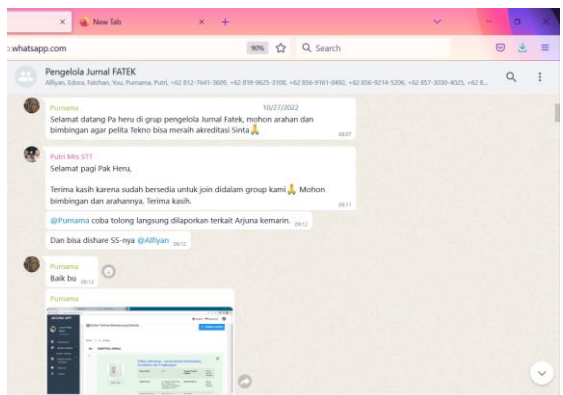 New Tab
.whatsapp.com
90%
Search
Pengelola Jurnal FATEK
Alfiyan, Edora, Fatchan, You, Purnama, Putri, +62 812-7641-3609, +62 819-9625-3108, +62 856-9161-0492, +62 856-9214-5206, +62 857-3030-4025, +62 8...
Purnama
10/27/2022
Selamat datang Pa heru di grup pengelola Jurnal Fatek, mohon arahan dan
bimbingan agar pelita Tekno bisa meraih akreditasi Sinta🙏
09:07
Putri Mrs STT
Selamat pagi Pak Heru,
Terima kasih karena sudah bersedia untuk join didalam group kami🙏 Mohon
bimbingan dan arahannya. Terima kasih.
09:11
@Purnama coba tolong langsung dilaporkan terkait Arjuna kemarin. 09:12
Dan bisa dishare SS-nya @Alfiyan 09:12
Purnama
Baik bu 09:13
Purnama